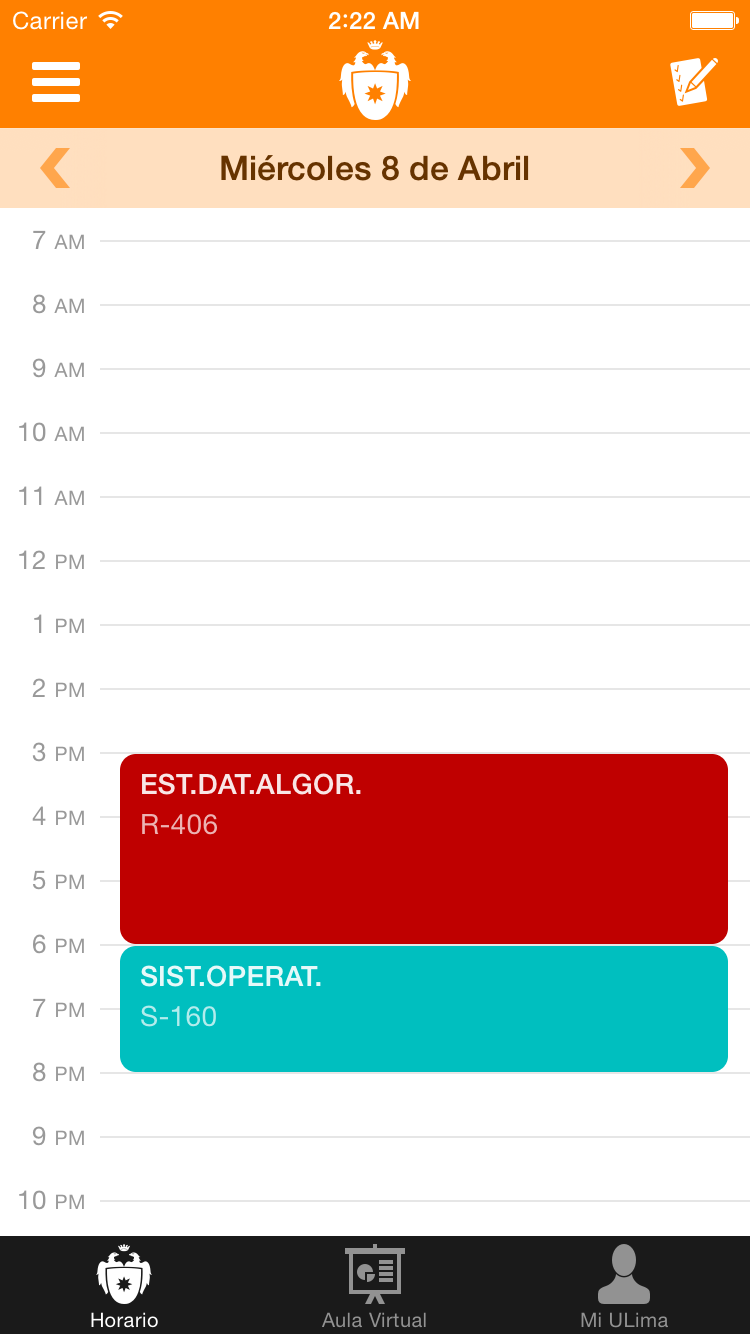 Carrier 2:22 AM
Miércoles 8 de Abril
7 AM
8 AM
9 AM
10 AM
11 AM
12 PM
1 PM
2 PM
3 PM
EST.DAT.ALGOR.
4 PM
R-406
5 PM
6 PM
SIST.OPERAT.
7 PM
S-160
8 PM
9 PM
10 PM
Horario Aula Virtual Mi ULima